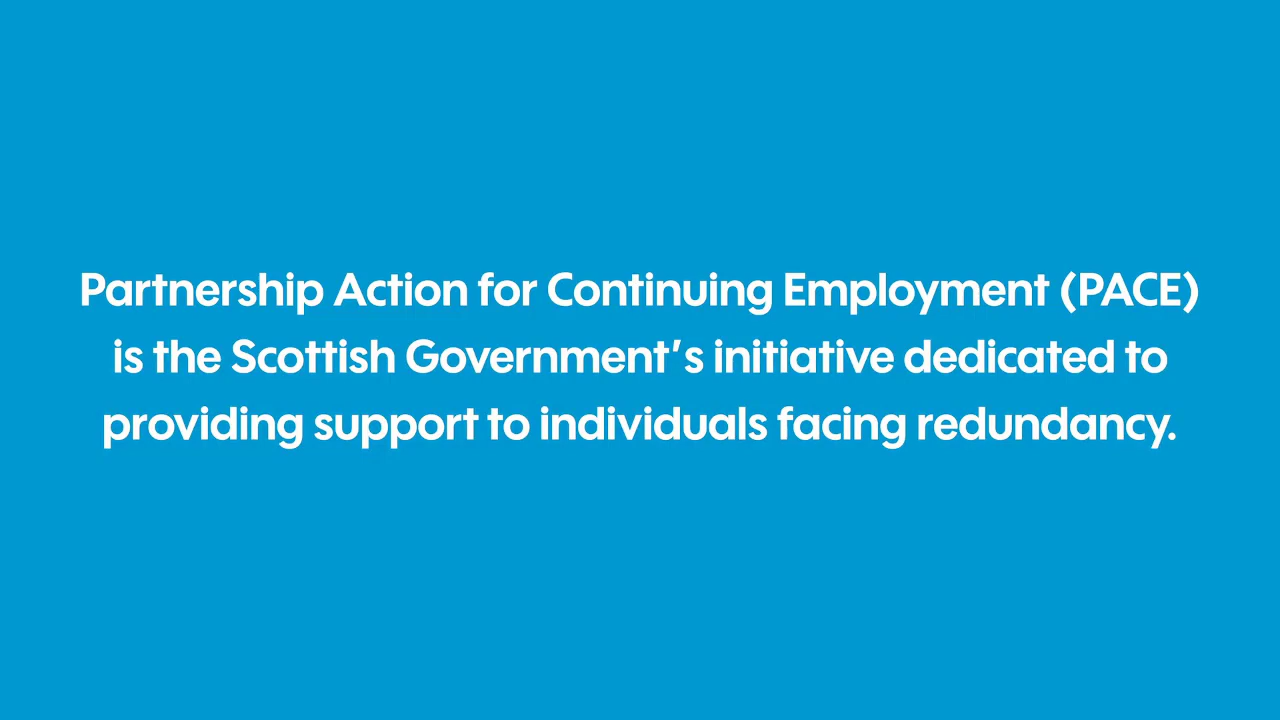 Partnership Action for Continuing Employment (PACE)
is the Scottish Government's initiative dedicated to
providing support to individuals facing redundancy.